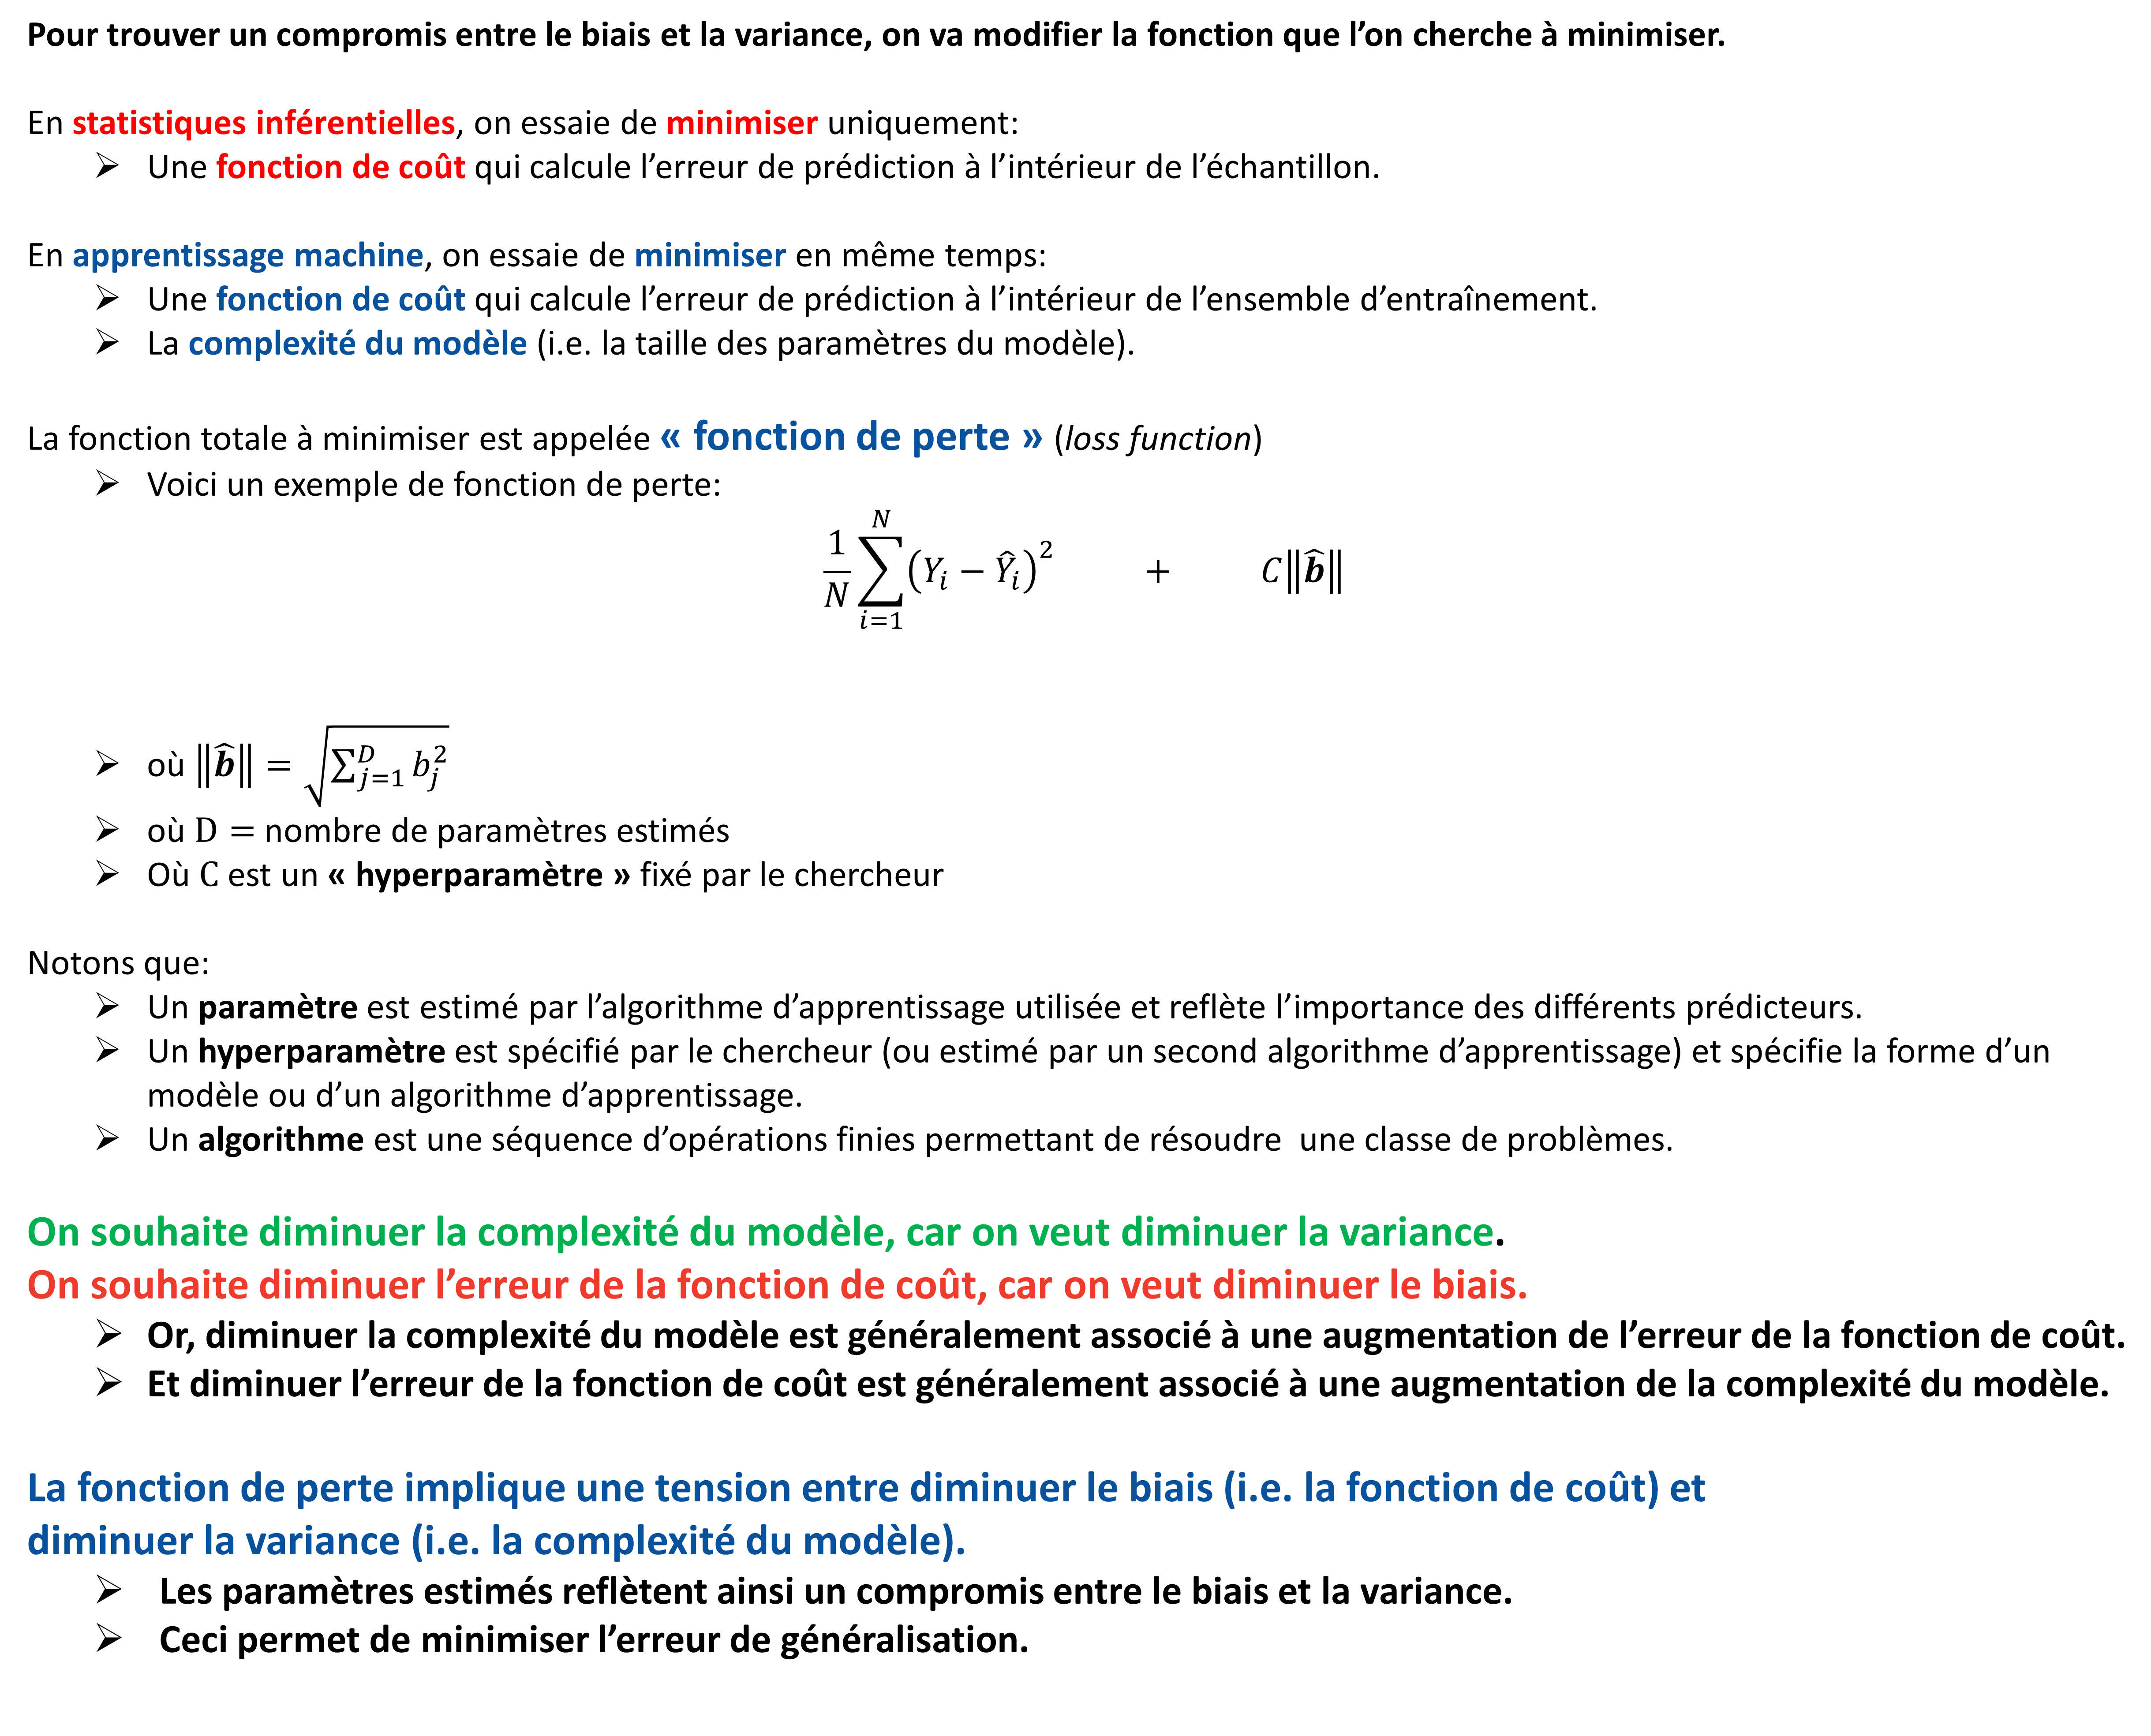 Pour trouver un compromis entre le biais et la variance, on va modifier la fonction que l’on cherche à minimiser.
En statistiques inférentielles, on essaie de minimiser uniquement:
➢ Une fonction de coût qui calcule l’erreur de prédiction à l’intérieur de l’échantillon.
En apprentissage machine, on essaie de minimiser en même temps:
➢ Une fonction de coût qui calcule l’erreur de prédiction à l’intérieur de l’ensemble d’entraînement.
➢ La complexité du modèle (i.e. la taille des paramètres du modèle).
La fonction totale à minimiser est appelée « fonction de perte » (loss function)
➢ Voici un exemple de fonction de perte:
$\frac{1}{N}\sum_{i=1}^{N}(Y_i - \hat{Y}_i)^2 + C\|\hat{\boldsymbol{b}}\|$
➢ où $\|\hat{\boldsymbol{b}}\| = \sqrt{\sum_{j=1}^{D} b_j^2}$
➢ où D = nombre de paramètres estimés
➢ Où C est un « hyperparamètre » fixé par le chercheur
Notons que:
➢ Un paramètre est estimé par l’algorithme d’apprentissage utilisée et reflète l’importance des différents prédicteurs.
➢ Un hyperparamètre est spécifié par le chercheur (ou estimé par un second algorithme d’apprentissage) et spécifie la forme d’un
modèle ou d’un algorithme d’apprentissage.
➢ Un algorithme est une séquence d’opérations finies permettant de résoudre  une classe de problèmes.
On souhaite diminuer la complexité du modèle, car on veut diminuer la variance.
On souhaite diminuer l’erreur de la fonction de coût, car on veut diminuer le biais.
➢ Or, diminuer la complexité du modèle est généralement associé à une augmentation de l’erreur de la fonction de coût.
➢ Et diminuer l’erreur de la fonction de coût est généralement associé à une augmentation de la complexité du modèle.
La fonction de perte implique une tension entre diminuer le biais (i.e. la fonction de coût) et
diminuer la variance (i.e. la complexité du modèle).
➢ Les paramètres estimés reflètent ainsi un compromis entre le biais et la variance.
➢ Ceci permet de minimiser l’erreur de généralisation.